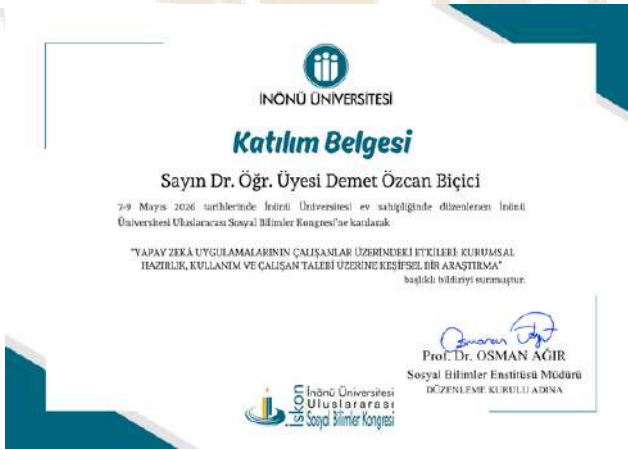 İNÖNÜ ÜNİVERSİTESİ
Katılım Belgesi
Sayın Dr. Öğr. Üyesi Demet Özcan Biçici
7-9 Mayıs 2026 tarihlerinde İnönü Üniversitesi ev sahipliğinde düzenlenen İnönü
Üniversitesi Uluslararası Sosyal Bilimler Kongresi'ne katılarak
"YAPAY ZEKÂ UYGULAMALARININ ÇALIŞANLAR ÜZERİNDEKİ ETKİLERİ: KURUMSAL
HAZIRLIK, KULLANIM VE ÇALIŞAN TALEBİ ÜZERİNE KEŞİFSEL BİR ARAŞTIRMA"
başlıklı bildiriyi sunmuştur.
Prof. Dr. OSMAN AĞIR
Sosyal Bilimler Enstitüsü Müdürü
DÜZENLEME KURULU ADINA
iskon
İnönü Üniversitesi
Uluslararası
Sosyal Bilimler Kongresi